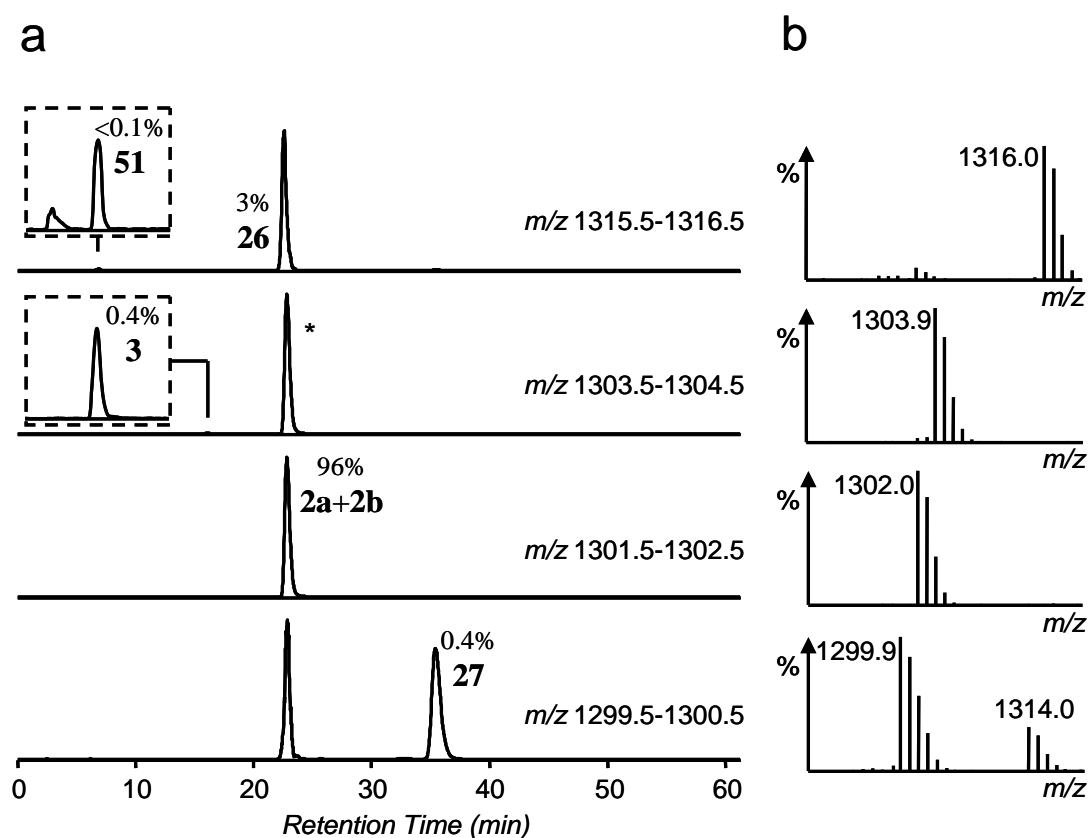 a
b
<0.1%
51
3%
26
m/z 1315.5-1316.5
%
1316.0
m/z
0.4%
3
*
m/z 1303.5-1304.5
%
1303.9
m/z
96%
2a+2b
m/z 1301.5-1302.5
%
1302.0
m/z
0.4%
27
m/z 1299.5-1300.5
%
1299.9
1314.0
m/z
0 10 20 30 40 50 60
Retention Time (min)